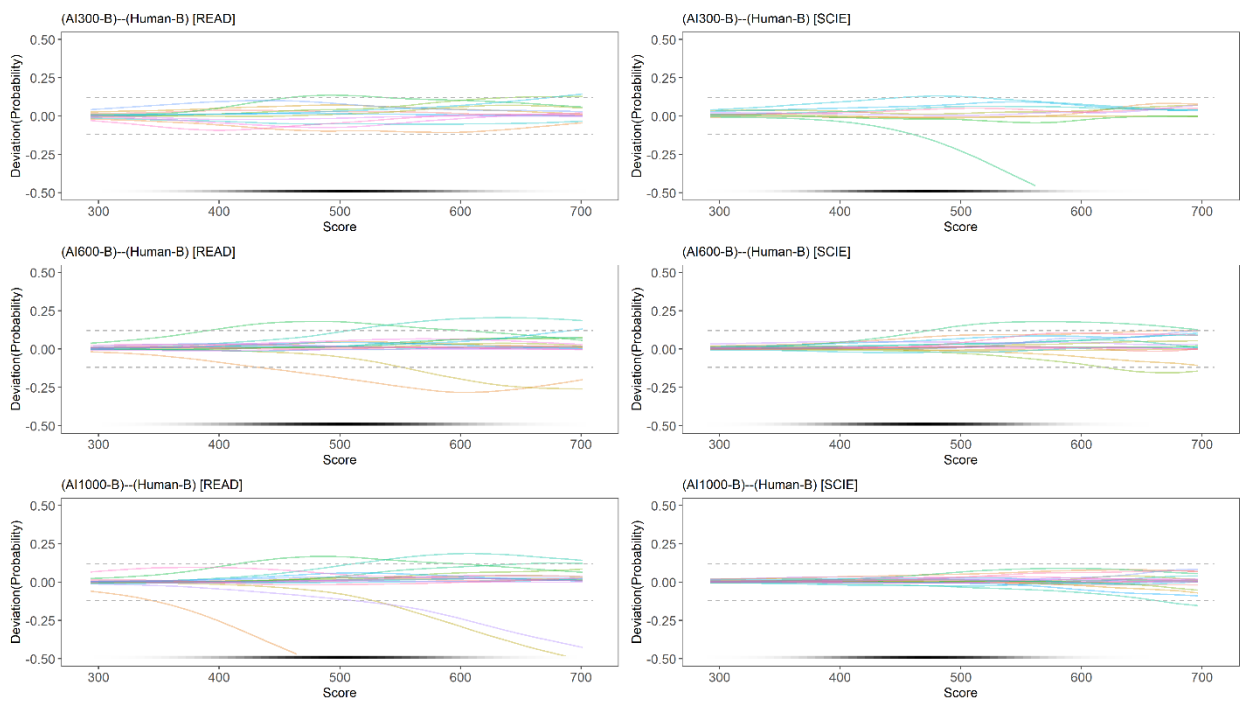 (AI300-B)--(Human-B) [READ]
0.50
0.25
0.00
-0.25
-0.50
Deviation(Probability)
300 400 500 600 700
Score
(AI300-B)--(Human-B) [SCIE]
0.50
0.25
0.00
-0.25
-0.50
Deviation(Probability)
300 400 500 600 700
Score
(AI600-B)--(Human-B) [READ]
0.50
0.25
0.00
-0.25
-0.50
Deviation(Probability)
300 400 500 600 700
Score
(AI600-B)--(Human-B) [SCIE]
0.50
0.25
0.00
-0.25
-0.50
Deviation(Probability)
300 400 500 600 700
Score
(AI1000-B)--(Human-B) [READ]
0.50
0.25
0.00
-0.25
-0.50
Deviation(Probability)
300 400 500 600 700
Score
(AI1000-B)--(Human-B) [SCIE]
0.50
0.25
0.00
-0.25
-0.50
Deviation(Probability)
300 400 500 600 700
Score